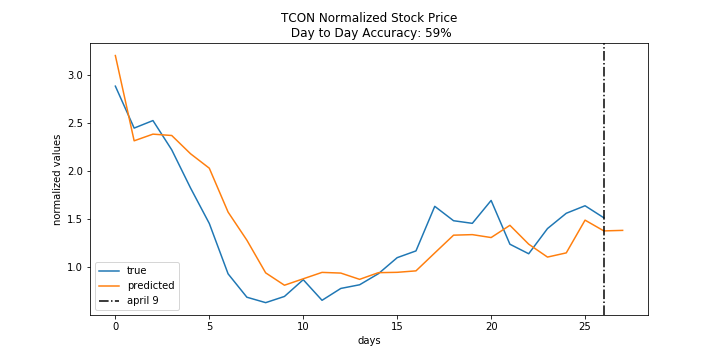 TCON Normalized Stock Price
Day to Day Accuracy: 59%
normalized values
3.0
2.5
2.0
1.5
1.0
true
predicted
april 9
0
5
10
15
20
25
days